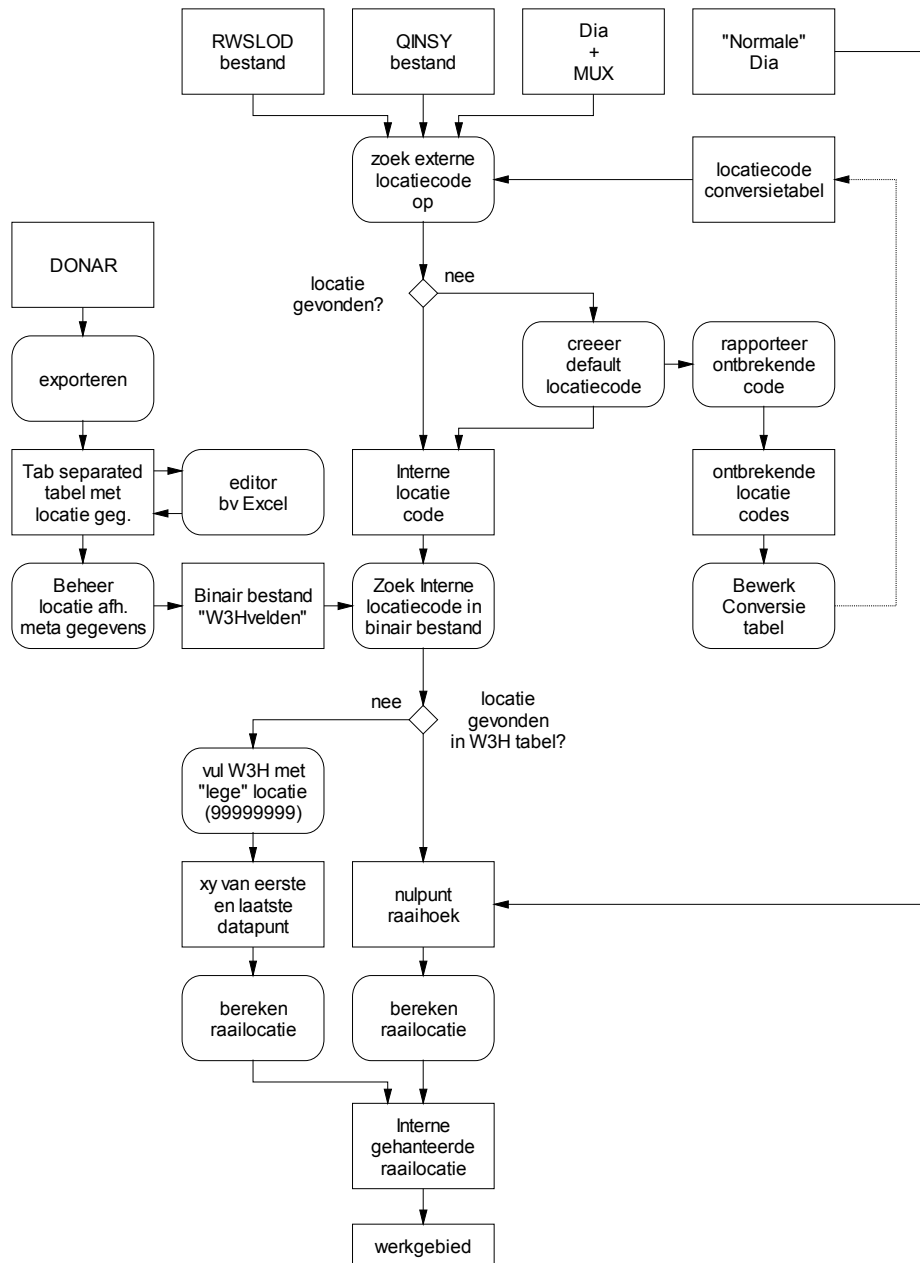 RWSLOD
bestand
QINSY
bestand
Dia
+
MUX
"Normale"
Dia
zoek externe
locatiecode
op
locatiecode
conversietabel
DONAR
locatie
gevonden?
nee
exporteren
creeer
default
locatiecode
rapporteer
ontbrekende
code
Tab separated
tabel met
locatie geg.
editor
bv Excel
Interne
locatie
code
ontbrekende
locatie
codes
Beheer
locatie afh.
meta gegevens
Binair bestand
"W3Hvelden"
Zoek Interne
locatiecode in
binair bestand
Bewerk
Conversie
tabel
nee
locatie
gevonden
in W3H tabel?
vul W3H met
"lege" locatie
(99999999)
xy van eerste
en laatste
datapunt
nulpunt
raaihoek
bereken
raailocatie
bereken
raailocatie
Interne
gehanteerde
raailocatie
werkgebied